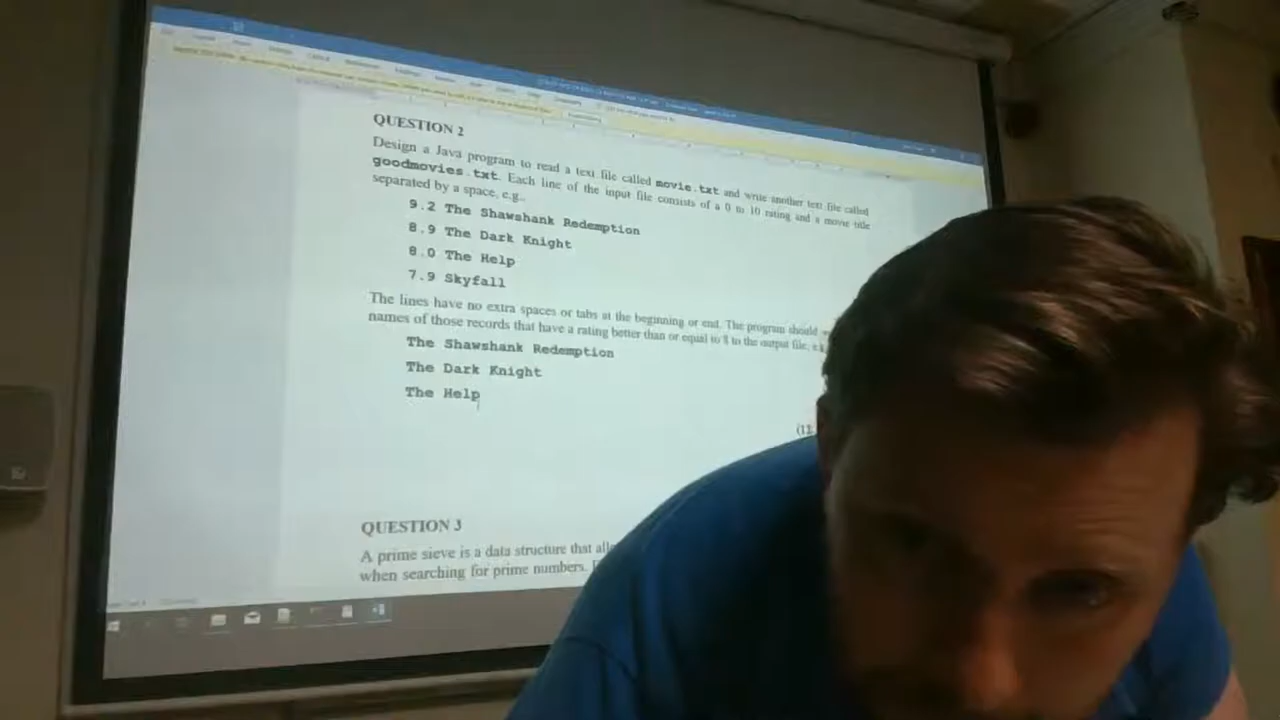 QUESTION 2
Design a Java program to read a text file called movie.txt and write another text file called
goodmovies.txt. Each line of the input file consists of a 0 to 10 rating and a movie title
separated by a space, e.g.
9.2 The Shawshank Redemption
8.9 The Dark Knight
8.0 The Help
7.9 Skyfall
The lines have no extra spaces or tabs at the beginning or end. The program should
names of those records that have a rating better than or equal to 8 to the output file,
The Shawshank Redemption
The Dark Knight
The Help
QUESTION 3
A prime sieve is a data structure that
when searching for prime numbers.